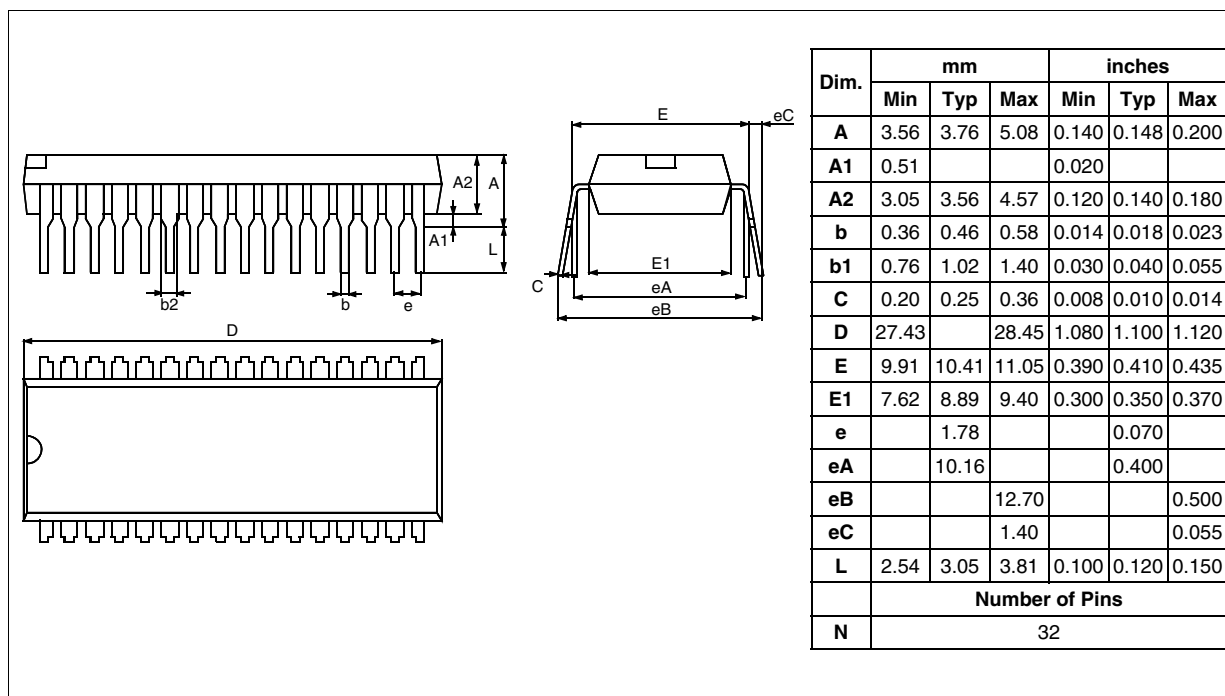 A2
A
A1
L
b2
b
e
D
E
eC
C
E1
eA
eB
Dim. mm inches
Min Typ Max Min Typ Max
A 3.56 3.76 5.08 0.140 0.148 0.200
A1 0.51 0.020
A2 3.05 3.56 4.57 0.120 0.140 0.180
b 0.36 0.46 0.58 0.014 0.018 0.023
b1 0.76 1.02 1.40 0.030 0.040 0.055
C 0.20 0.25 0.36 0.008 0.010 0.014
D 27.43 28.45 1.080 1.100 1.120
E 9.91 10.41 11.05 0.390 0.410 0.435
E1 7.62 8.89 9.40 0.300 0.350 0.370
e 1.78 0.070
eA 10.16 0.400
eB 12.70 0.500
eC 1.40 0.055
L 2.54 3.05 3.81 0.100 0.120 0.150
Number of Pins
N 32